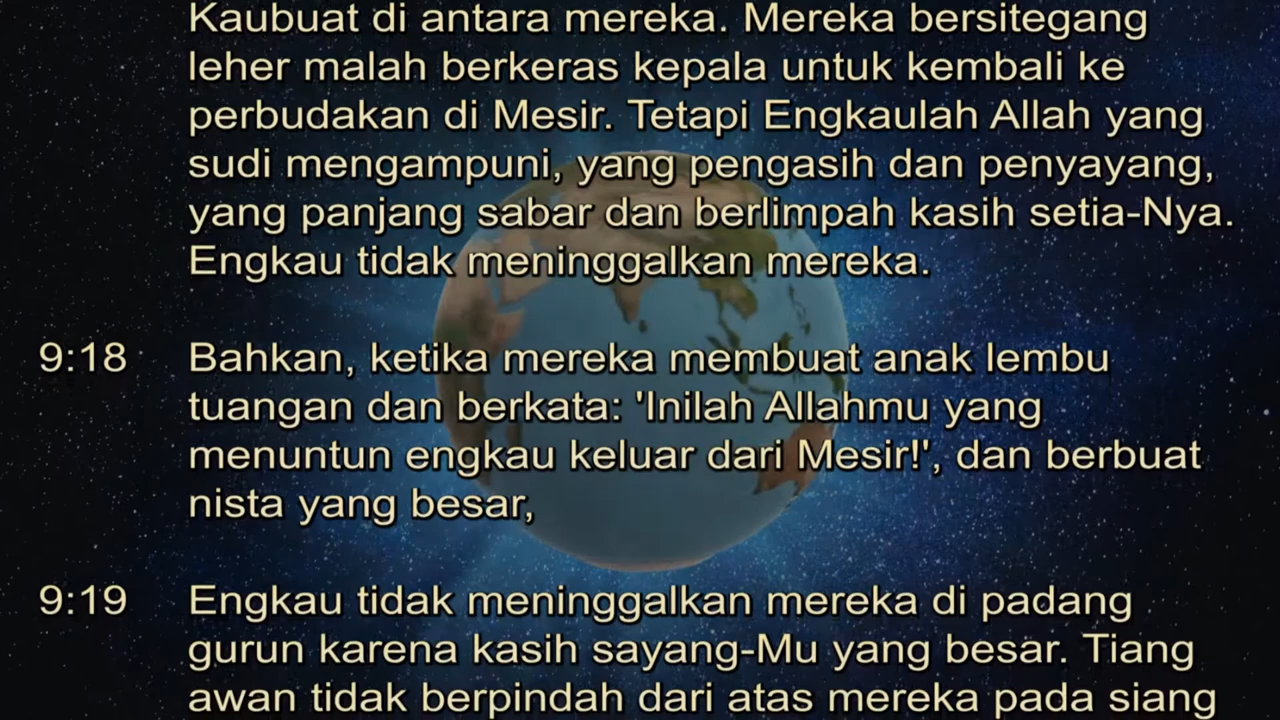 Kaubuat di antara mereka. Mereka bersitegang
leher malah berkeras kepala untuk kembali ke
perbudakan di Mesir. Tetapi Engkaulah Allah yang
sudi mengampuni, yang pengasih dan penyayang,
yang panjang sabar dan berlimpah kasih setia-Nya.
Engkau tidak meninggalkan mereka.
9:18 Bahkan, ketika mereka membuat anak lembu
tuangan dan berkata: 'Inilah Allahmu yang
menuntun engkau keluar dari Mesir!', dan berbuat
nista yang besar,
9:19 Engkau tidak meninggalkan mereka di padang
gurun karena kasih sayang-Mu yang besar. Tiang
awan tidak berpindah dari atas mereka pada siang